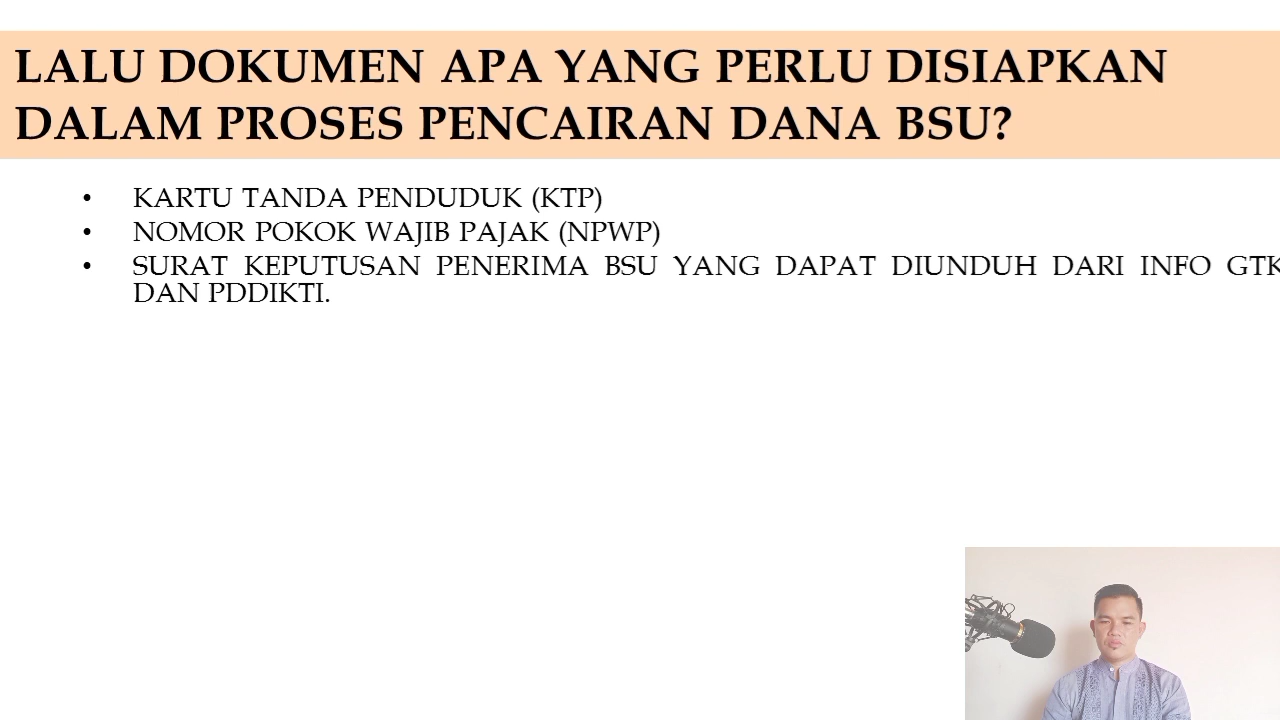 LALU DOKUMEN APA YANG PERLU DISIAPKAN
DALAM PROSES PENCAIRAN DANA BSU?
• KARTU TANDA PENDUDUK (KTP)
• NOMOR POKOK WAJIB PAJAK (NPWP)
• SURAT KEPUTUSAN PENERIMA BSU YANG DAPAT DIUNDUH DARI INFO GTK
DAN PDDIKTI.